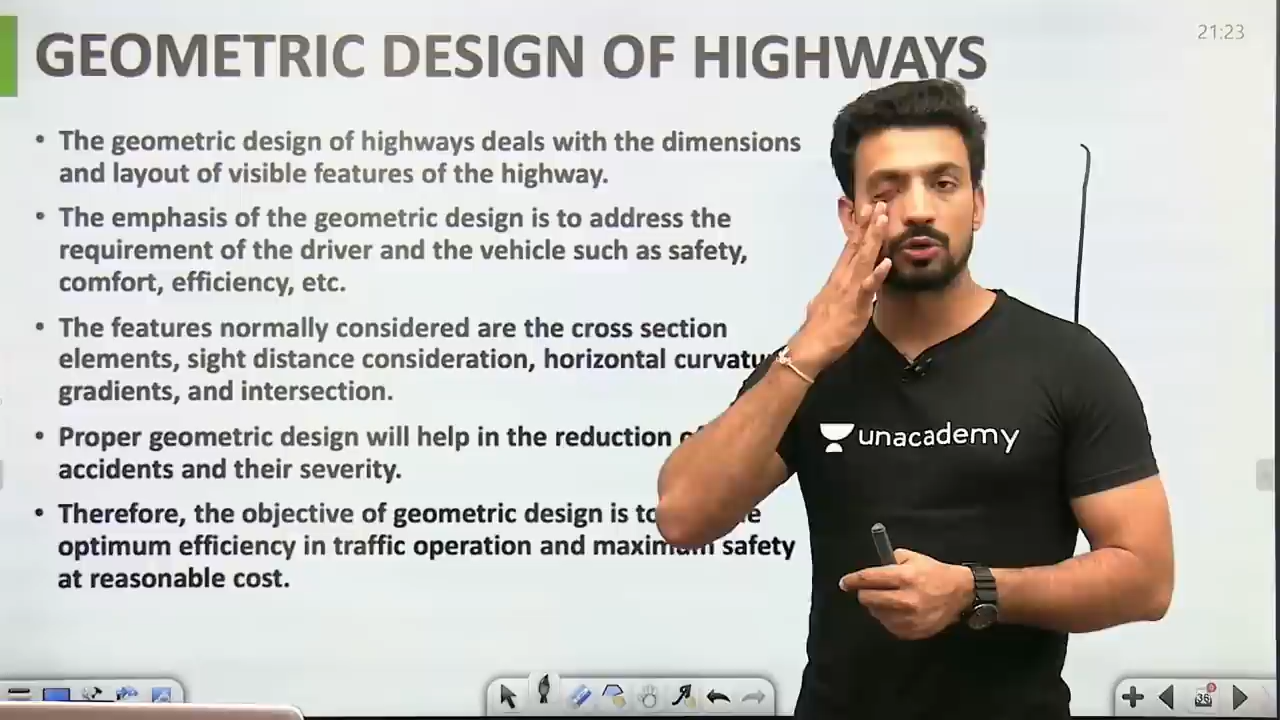 21:23
GEOMETRIC DESIGN OF HIGHWAYS
• The geometric design of highways deals with the dimensions
and layout of visible features of the highway.
• The emphasis of the geometric design is to address the
requirement of the driver and the vehicle such as safety,
comfort, efficiency, etc.
• The features normally considered are the cross section
elements, sight distance consideration, horizontal
gradients, and intersection.
• Proper geometric design will help in the reduction
accidents and their severity.
• Therefore, the objective of geometric design is to
optimum efficiency in traffic operation and maximum safety
at reasonable cost.
unacademy
36